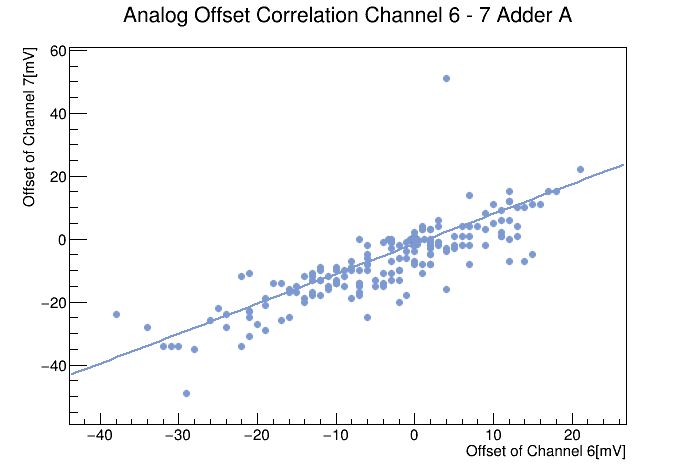 Analog Offset Correlation Channel 6 - 7 Adder A
Offset of Channel 7[mV]
60
40
20
0
−20
−40
−40 −30 −20 −10 0 10 20
Offset of Channel 6[mV]